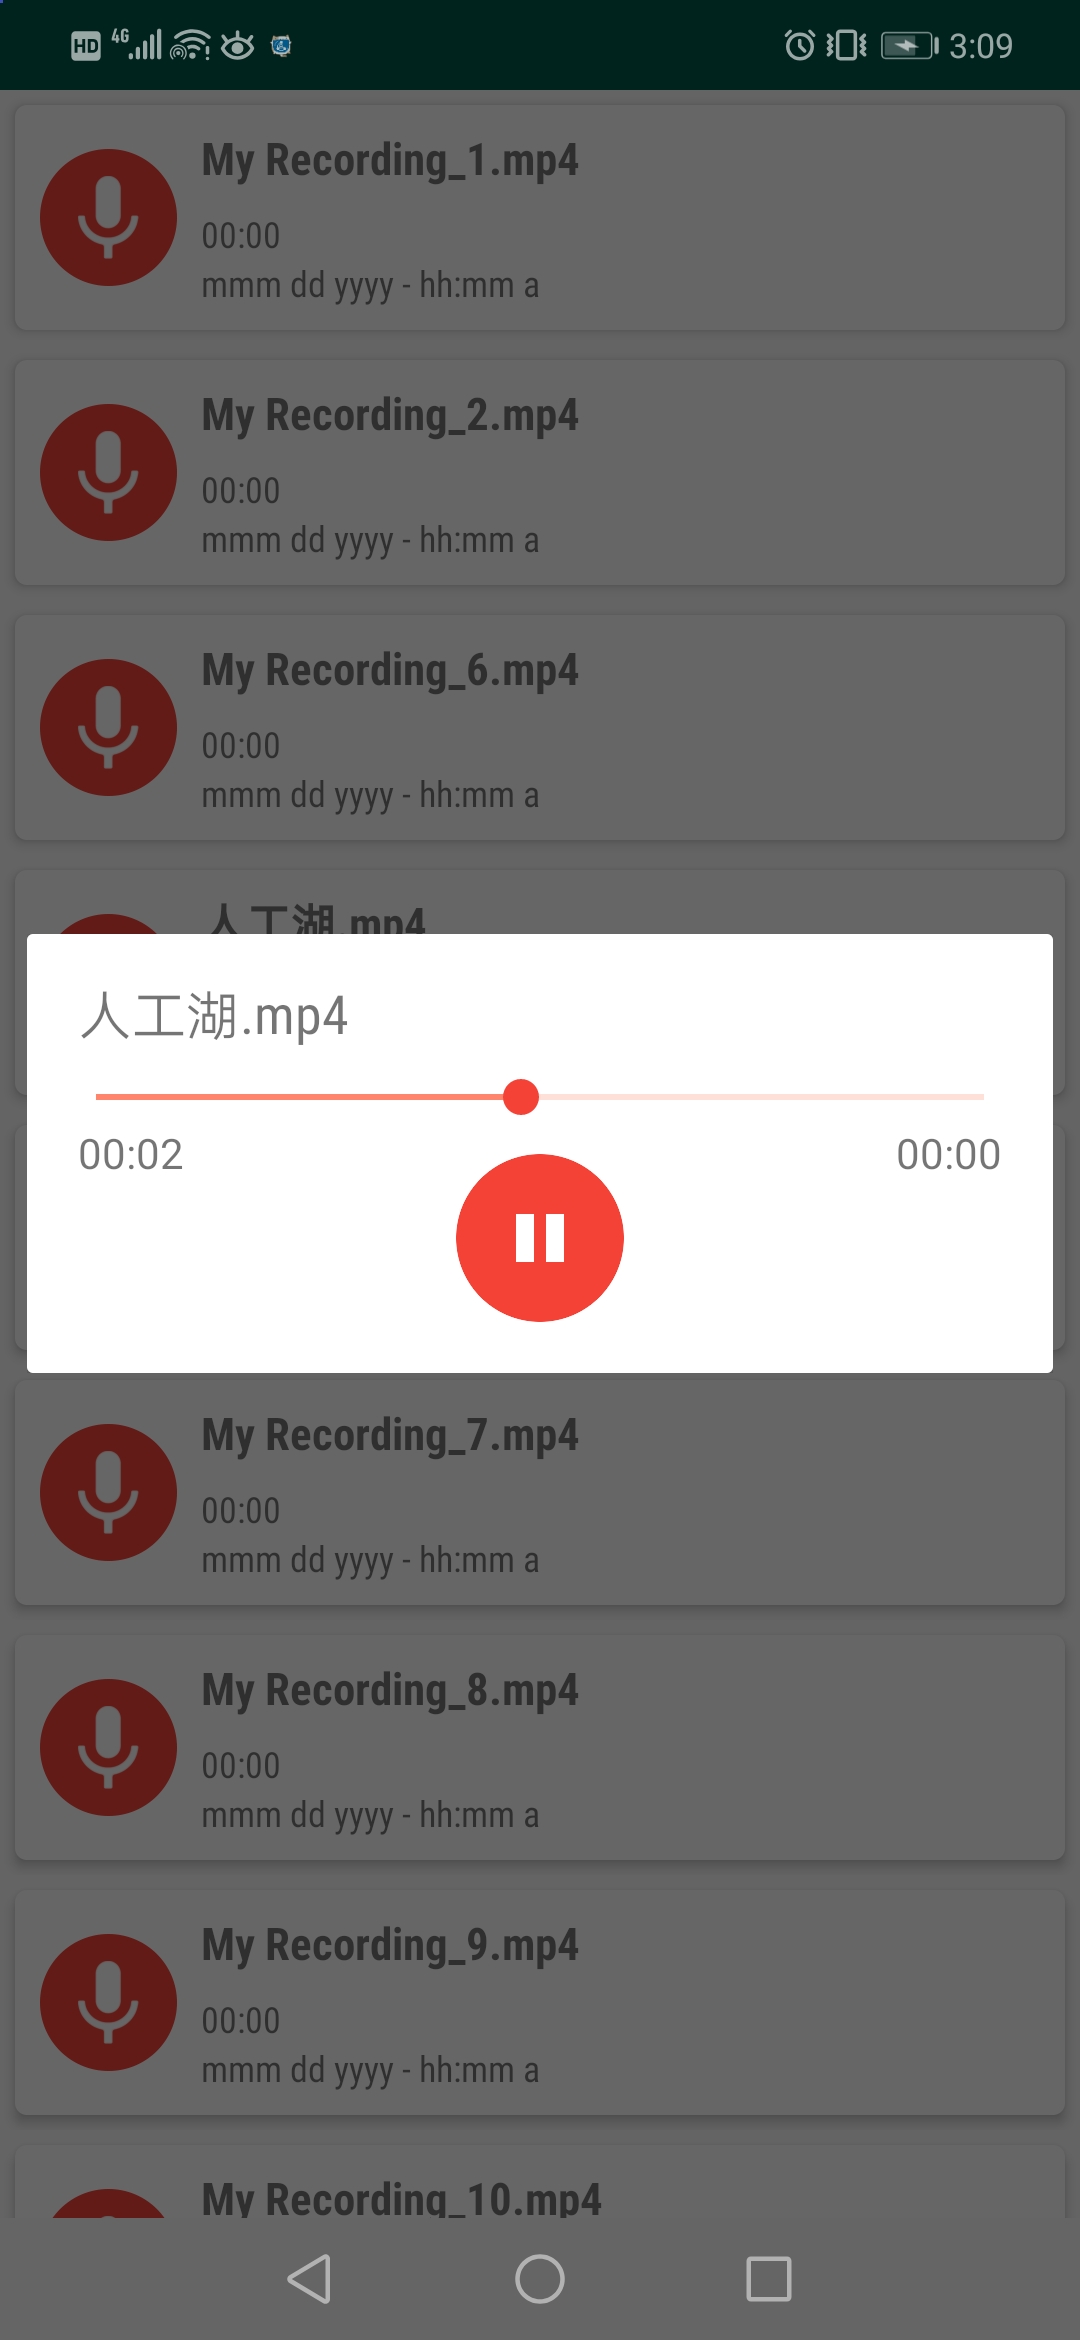 HD 4G 3:09
My Recording_1.mp4
00:00
mmm dd yyyy - hh:mm a
My Recording_2.mp4
00:00
mmm dd yyyy - hh:mm a
My Recording_6.mp4
00:00
mmm dd yyyy - hh:mm a
人工湖.mp4
人工湖.mp4
00:02 00:00
My Recording_7.mp4
00:00
mmm dd yyyy - hh:mm a
My Recording_8.mp4
00:00
mmm dd yyyy - hh:mm a
My Recording_9.mp4
00:00
mmm dd yyyy - hh:mm a
My Recording_10.mp4